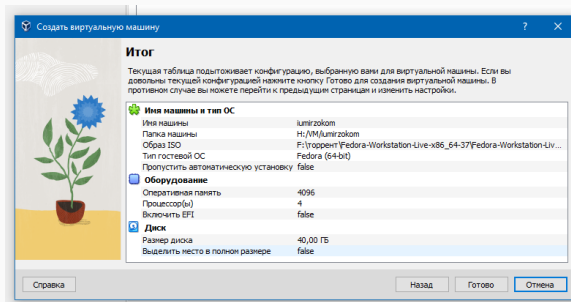 Создать виртуальную машину
Итог
Текущая таблица подытоживает конфигурацию, выбранную вами для виртуальной машины. Если вы
довольны текущей конфигурацией нажмите кнопку Готово для создания виртуальной машины. В
противном случае вы можете перейти к предыдущим страницам и изменить настройки.
Имя машины и тип ОС
Имя машины iumirzokom
Папка машины H:/VM/iumirzokom
Образ ISO F:\торрент\Fedora-Workstation-Live-x86_64-37\Fedora-Workstation-Liv...
Тип гостевой ОС Fedora (64-bit)
Пропустить автоматическую установку false
Оборудование
Оперативная память 4096
Процессор(ы) 4
Включить EFI false
Диск
Размер диска 40,00 ГБ
Выделить место в полном размере false
Справка Назад Готово Отмена